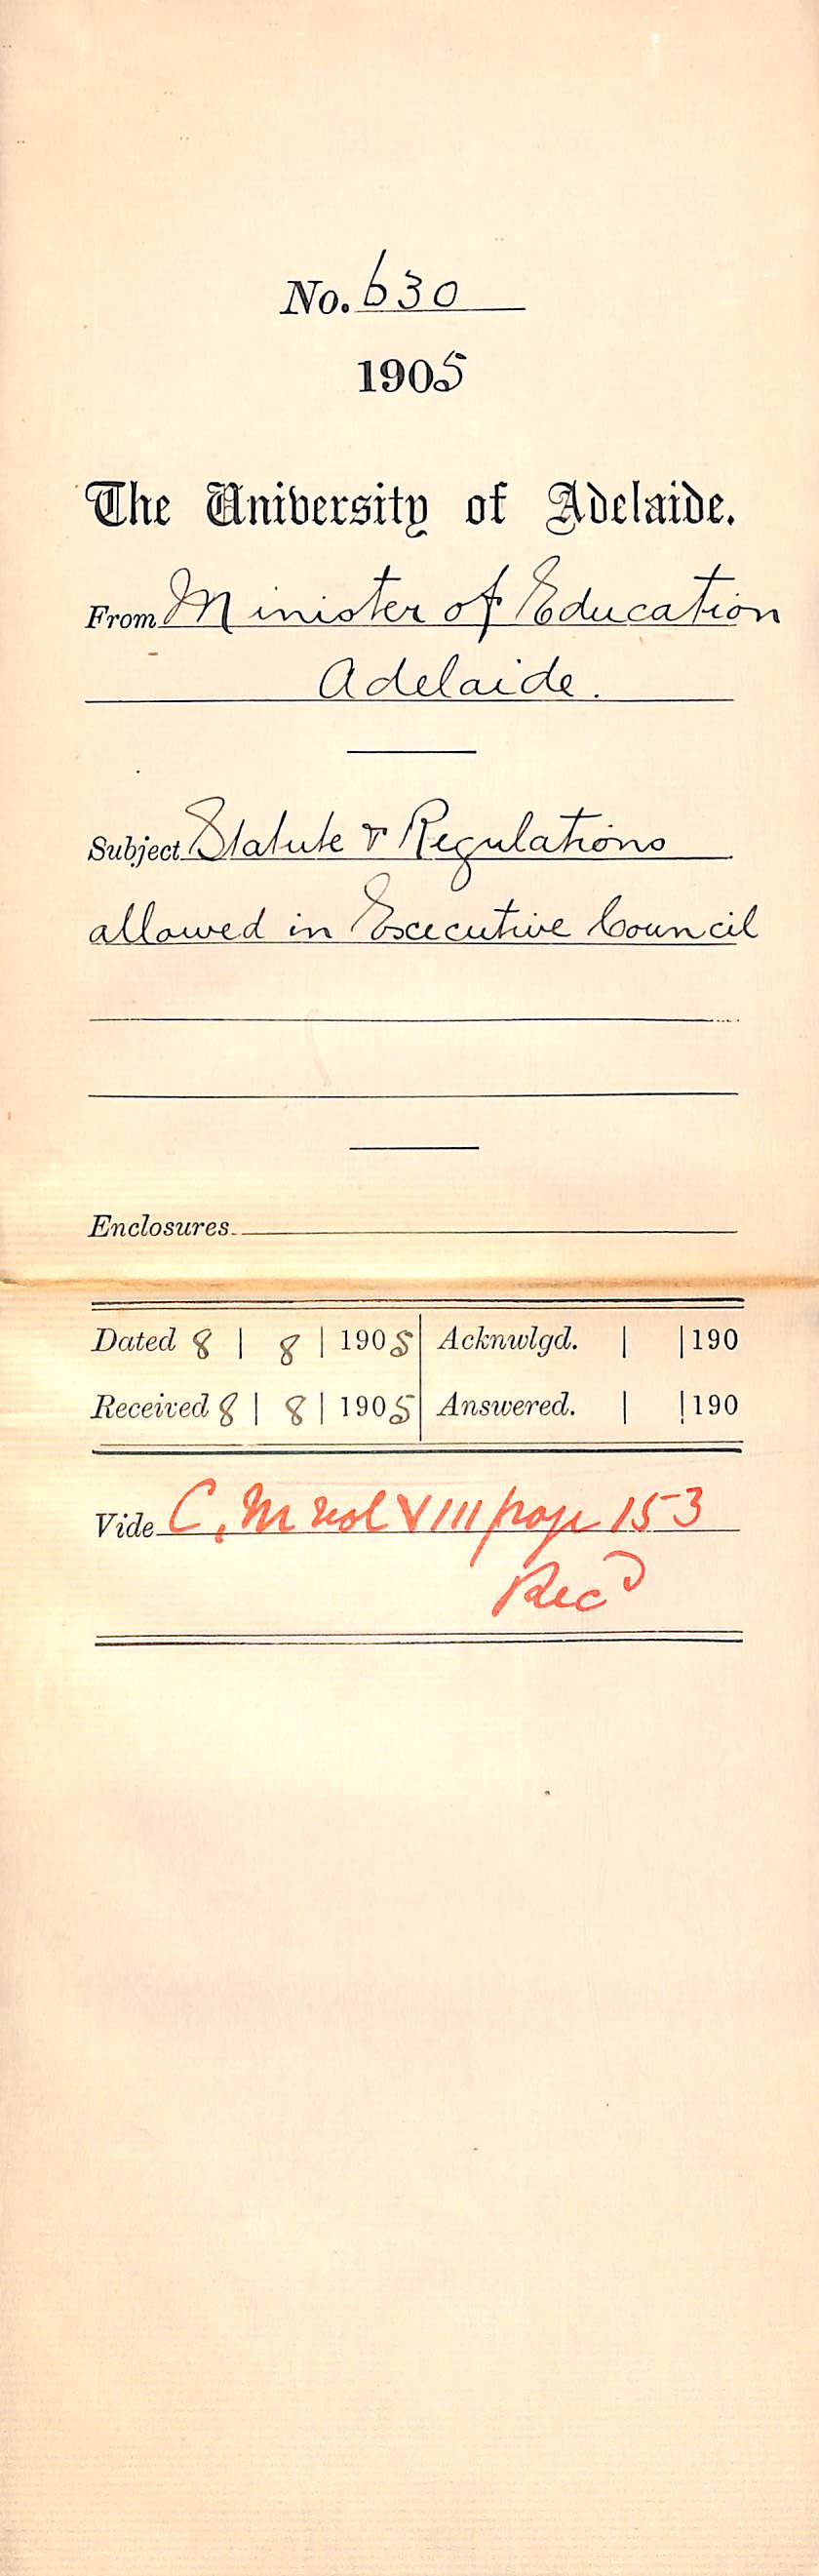 No. 630
1905
The University of Adelaide.
From Minister of Education
Adelaide.
Subject Statute & Regulations
allowed in Executive Council
Enclosures
Dated 8 | 8 | 1905 Acknwlgd. | | 190
Received 8 | 8 | 1905 Answered. | | 190
Vide C, M vol VIII page 153
Recd